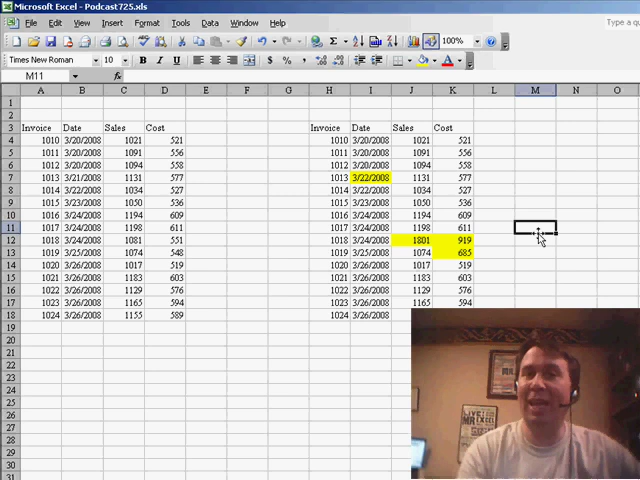 Microsoft Excel - Podcast725.xls
File Edit View Insert Format Tools Data Window Help Type a qu
100%
Times New Roman 10 B I U $ % ,
M11 fx
A B C D E F G H I J K L M N O
1
2
3 Invoice Date Sales Cost Invoice Date Sales Cost
4 1010 3/20/2008 1021 521 1010 3/20/2008 1021 521
5 1011 3/20/2008 1091 556 1011 3/20/2008 1091 556
6 1012 3/20/2008 1094 558 1012 3/20/2008 1094 558
7 1013 3/21/2008 1131 577 1013 3/22/2008 1131 577
8 1014 3/22/2008 1034 527 1014 3/22/2008 1034 527
9 1015 3/23/2008 1050 536 1015 3/23/2008 1050 536
10 1016 3/24/2008 1194 609 1016 3/24/2008 1194 609
11 1017 3/24/2008 1198 611 1017 3/24/2008 1198 611
12 1018 3/24/2008 1081 551 1018 3/24/2008 1801 919
13 1019 3/25/2008 1074 548 1019 3/25/2008 1074 685
14 1020 3/26/2008 1017 519 1020 3/26/2008 1017 519
15 1021 3/26/2008 1183 603 1021 3/26/2008 1183 603
16 1022 3/26/2008 1129 576 1022 3/26/2008 1129 576
17 1023 3/26/2008 1165 594 1023 3/26/2008 1165 594
18 1024 3/26/2008 1155 589 1024 3/26/2008
19
20
21
22
23
24
25
26
27
28
29
30
31
LIVE!
MR EXCEL